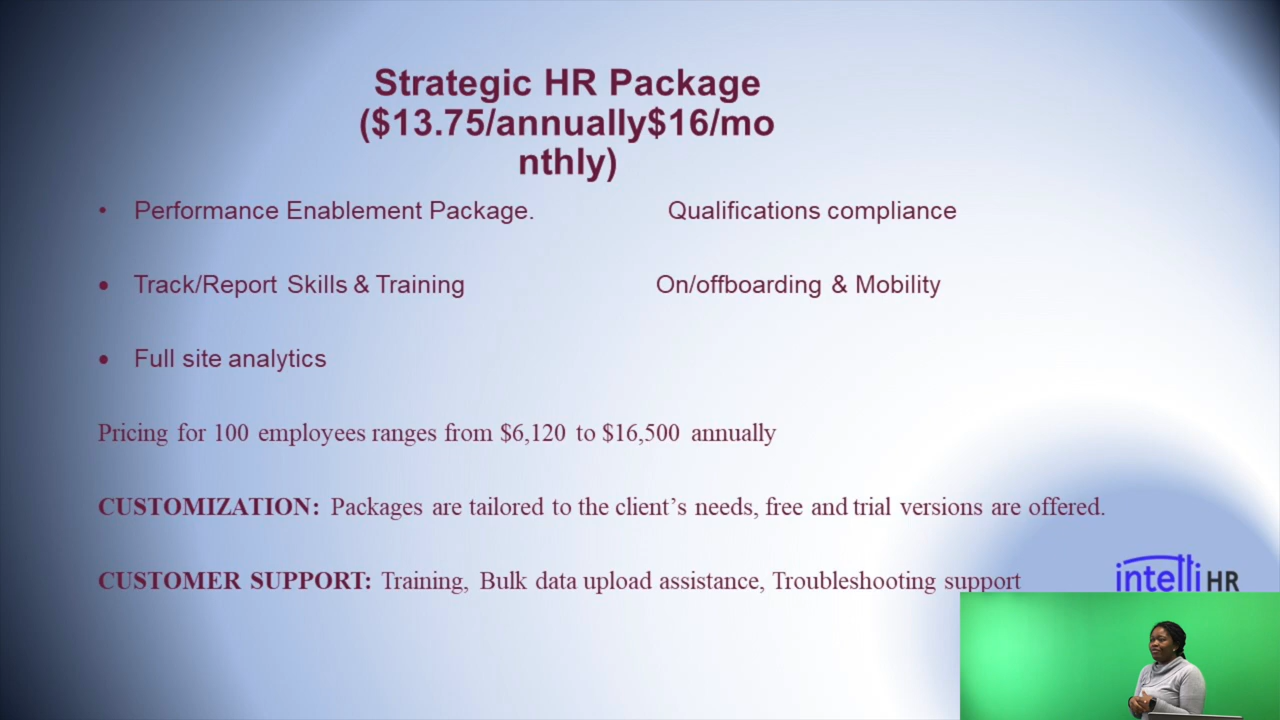 Strategic HR Package
($13.75/annually$16/mo
nthly)
• Performance Enablement Package. Qualifications compliance
• Track/Report Skills & Training On/offboarding & Mobility
• Full site analytics
Pricing for 100 employees ranges from $6,120 to $16,500 annually
CUSTOMIZATION: Packages are tailored to the client’s needs, free and trial versions are offered.
CUSTOMER SUPPORT: Training, Bulk data upload assistance, Troubleshooting support
intelli HR